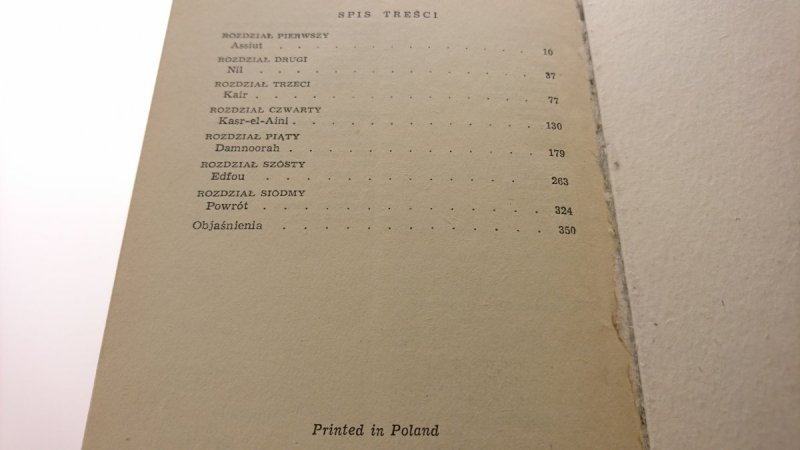 SPIS TREŚCI
ROZDZIAŁ PIERWSZY
Assiut . . . . . . . . . . . . . . 10
ROZDZIAŁ DRUGI
Nil . . . . . . . . . . . . . . 37
ROZDZIAŁ TRZECI
Kair . . . . . . . . . . . . . . 77
ROZDZIAŁ CZWARTY
Kasr-el-Aini . . . . . . . . . . . . 130
ROZDZIAŁ PIĄTY
Damnoorah . . . . . . . . . . . . 179
ROZDZIAŁ SZÓSTY
Edfou . . . . . . . . . . . . 263
ROZDZIAŁ SIÓDMY
Powrót . . . . . . . . . . . . 324
Objaśnienia . . . . . . . . . . . 350
Printed in Poland